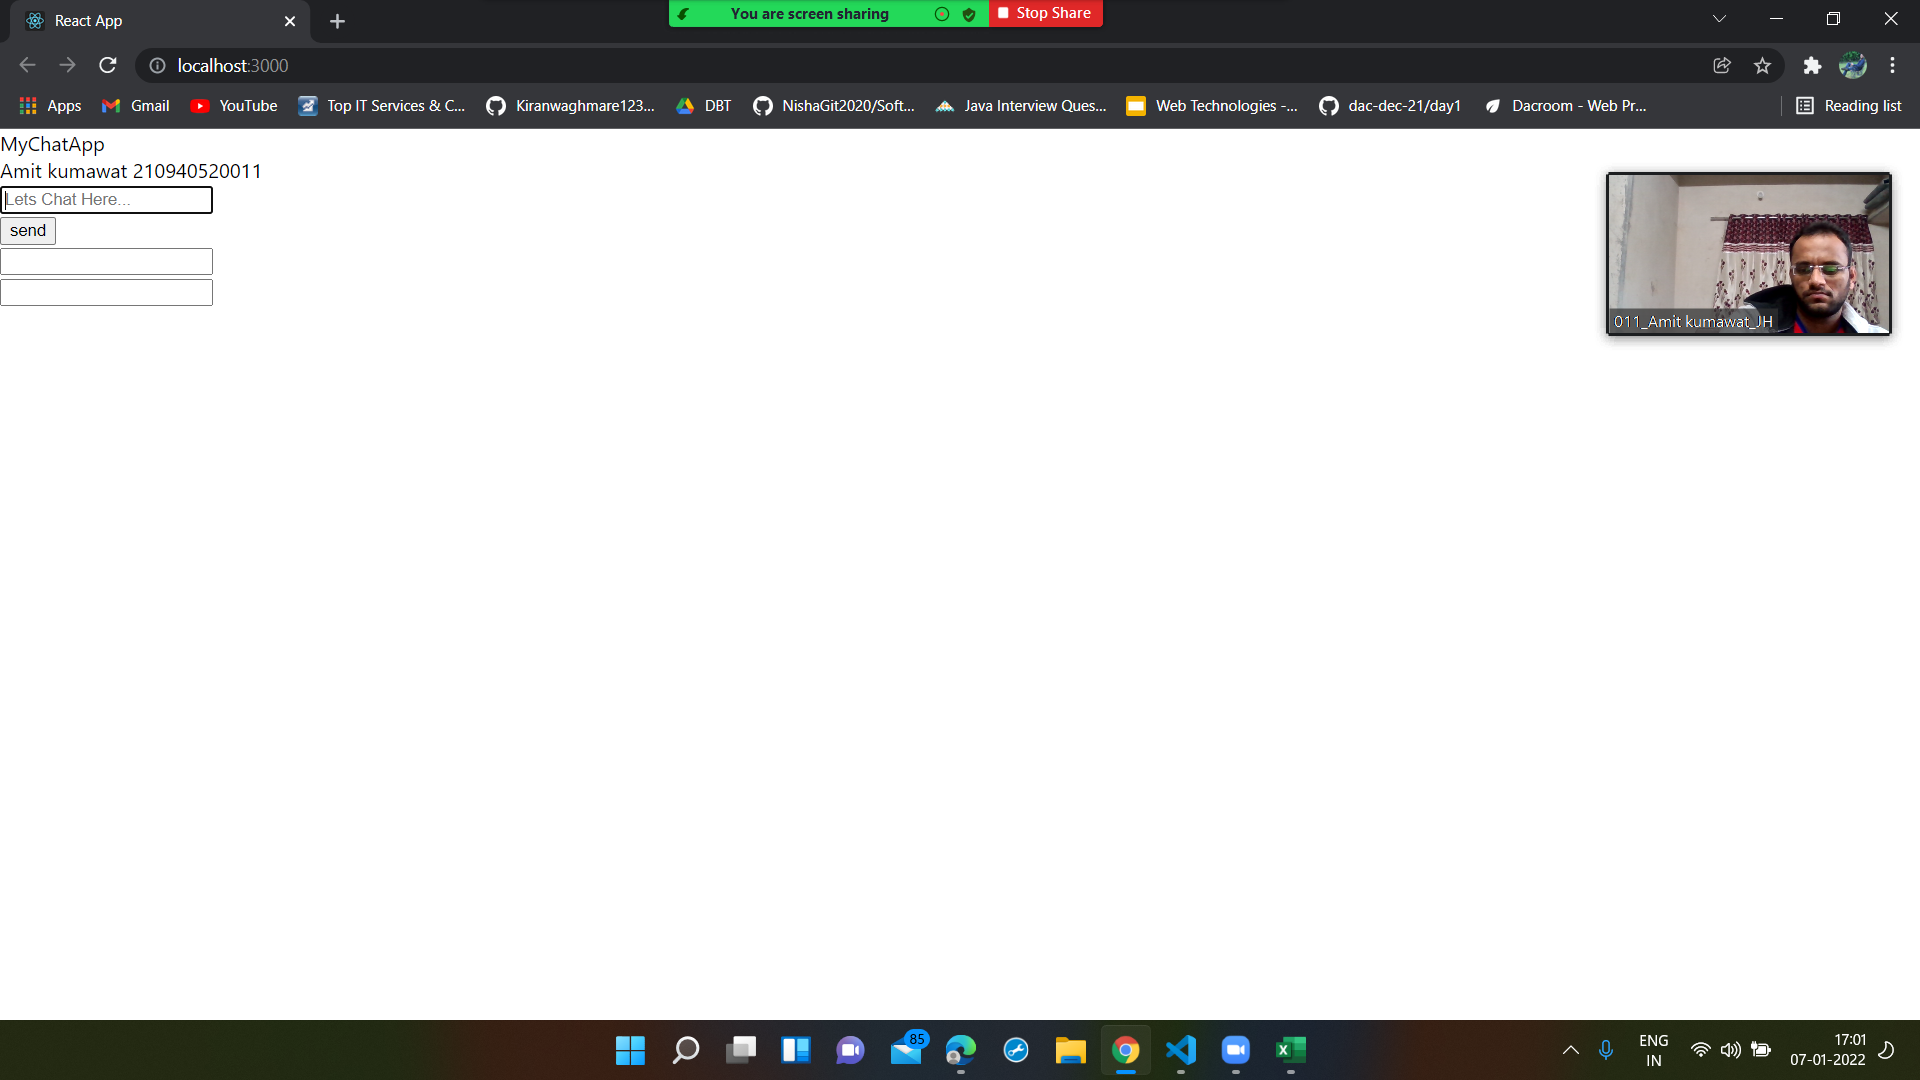 React App
You are screen sharing
Stop Share
localhost:3000
Apps
Gmail
YouTube
Top IT Services & C...
Kiranwaghmare123...
DBT
NishaGit2020/Soft...
Java Interview Ques...
Web Technologies -...
dac-dec-21/day1
Dacroom - Web Pr...
Reading list
MyChatApp
Amit kumawat 210940520011
Lets Chat Here...
send
011_Amit kumawat_JH
85
ENG
IN
17:01
07-01-2022